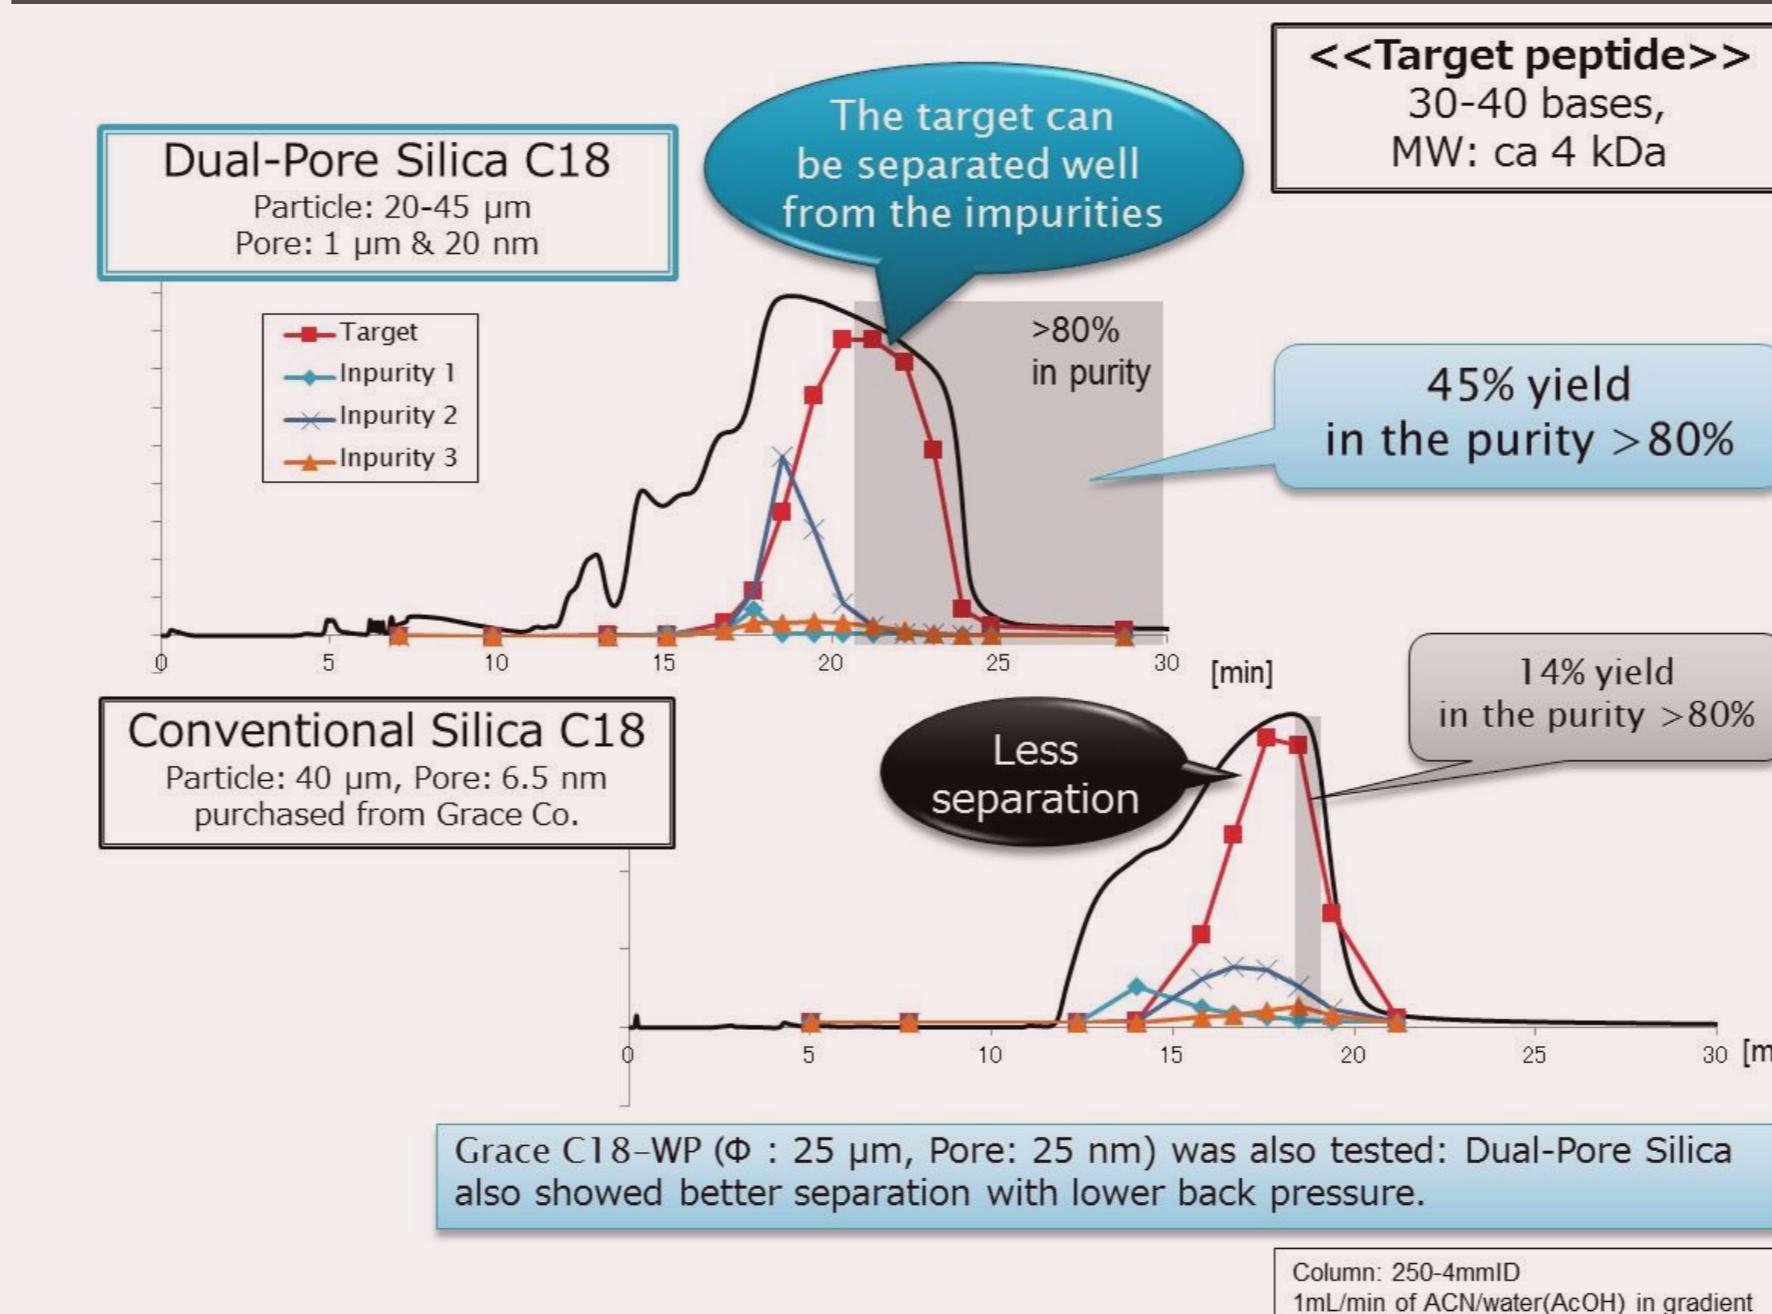 <<Target peptide>>
30-40 bases,
MW: ca 4 kDa
Dual-Pore Silica C18
Particle: 20-45 μm
Pore: 1 μm & 20 nm
The target can
be separated well
from the impurities
Target
Inpurity 1
Inpurity 2
Inpurity 3
>80%
in purity
45% yield
in the purity >80%
0 5 10 15 20 25 30 [min]
Conventional Silica C18
Particle: 40 μm, Pore: 6.5 nm
purchased from Grace Co.
Less
separation
14% yield
in the purity >80%
0 5 10 15 20 25 30 [m
Grace C18-WP (Φ : 25 μm, Pore: 25 nm) was also tested: Dual-Pore Silica
also showed better separation with lower back pressure.
Column: 250-4mmID
1mL/min of ACN/water(AcOH) in gradient